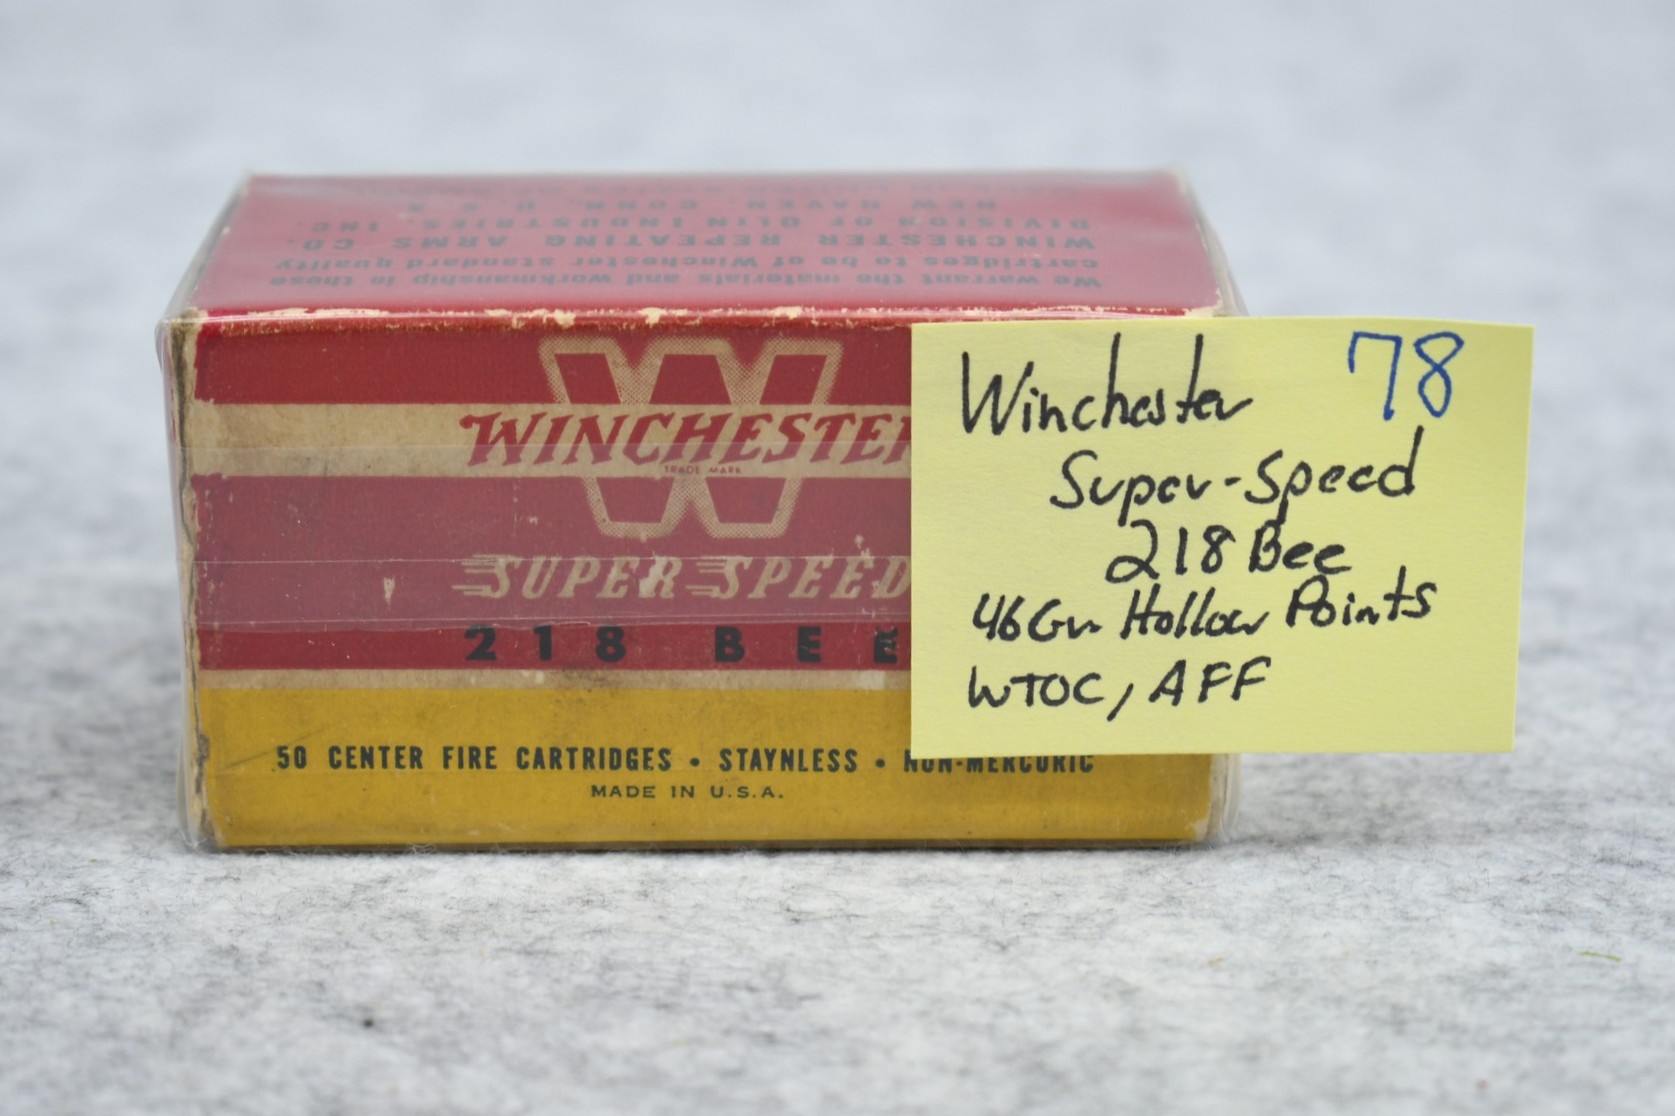 We warrant the materials and workmanship in these
cartridges to be of Winchester standard quality
WINCHESTER REPEATING ARMS CO.
DIVISION OF OLIN INDUSTRIES, INC.
NEW HAVEN, CONN. U. S. A.
WINCHESTER
TRADE MARK
SUPER SPEED
218 BEE
50 CENTER FIRE CARTRIDGES • STAYNLESS • NON-MERCURIC
MADE IN U.S.A.
78
Winchester
Super-Speed
218 Bee
46 Gr Hollow Points
WTOC, AFF